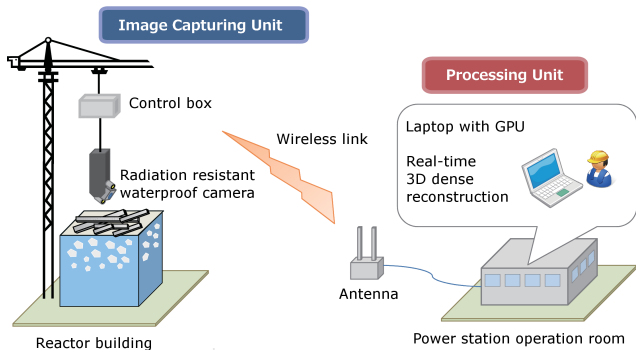 Image Capturing Unit
Processing Unit
Control box
Wireless link
Laptop with GPU
Real-time
3D dense
reconstruction
Radiation resistant
waterproof camera
Antenna
Reactor building
Power station operation room